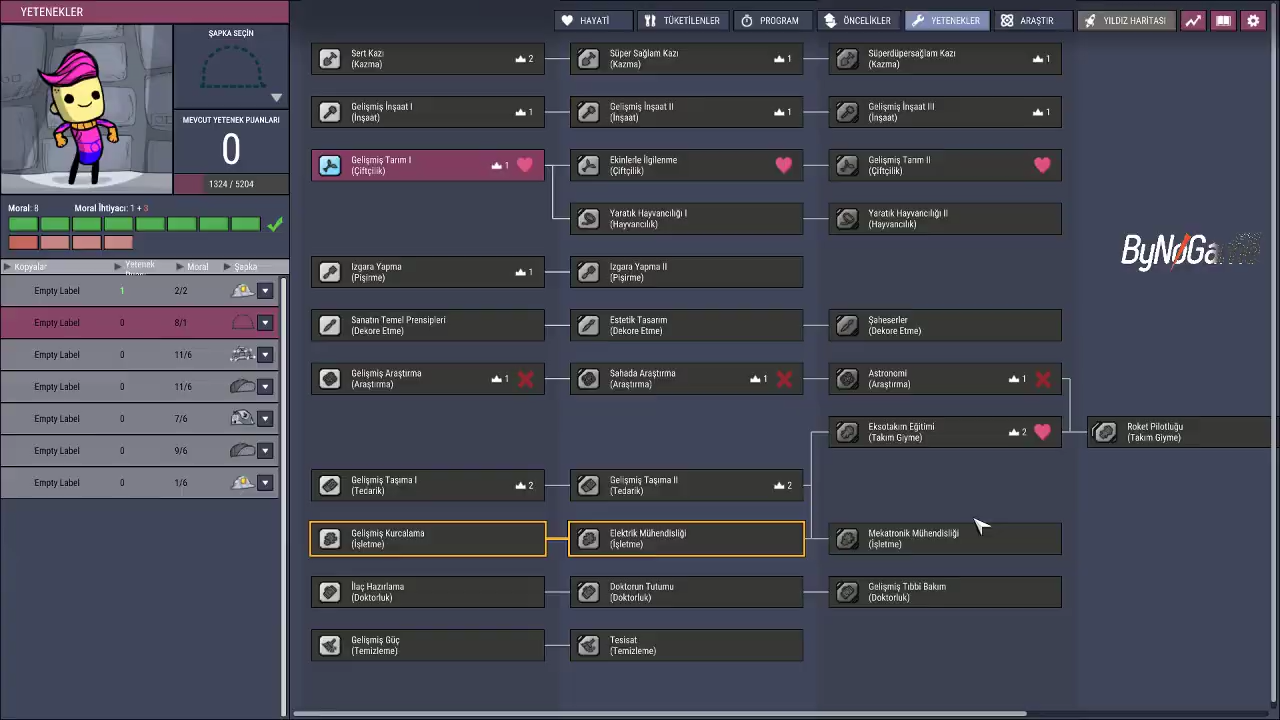 YETENEKLER
HAYATİ
TÜKETİLENLER
PROGRAM
ÖNCELİKLER
YETENEKLER
ARAŞTIR
YILDIZ HARİTASI
ŞAPKA SEÇİN
MEVCUT YETENEK PUANLARI
0
1324 / 5204
Moral: 8
Moral İhtiyacı: 1 + 3
Kopyalar
Yetenek
Moral
Şapka
Empty Label 1 2/2
Empty Label 0 8/1
Empty Label 0 11/6
Empty Label 0 11/6
Empty Label 0 7/6
Empty Label 0 9/6
Empty Label 0 1/6
Sert Kazı
(Kazma)
2
Süper Sağlam Kazı
(Kazma)
1
Süperdüpersağlam Kazı
(Kazma)
1
Gelişmiş İnşaat I
(İnşaat)
1
Gelişmiş İnşaat II
(İnşaat)
1
Gelişmiş İnşaat III
(İnşaat)
1
Gelişmiş Tarım I
(Çiftçilik)
1
Ekinlerle İlgilenme
(Çiftçilik)
Gelişmiş Tarım II
(Çiftçilik)
Yaratık Hayvancılığı I
(Hayvancılık)
Yaratık Hayvancılığı II
(Hayvancılık)
ByNoGame
Izgara Yapma
(Pişirme)
1
Izgara Yapma II
(Pişirme)
Sanatın Temel Prensipleri
(Dekore Etme)
Estetik Tasarım
(Dekore Etme)
Şaheserler
(Dekore Etme)
Gelişmiş Araştırma
(Araştırma)
1
Sahada Araştırma
(Araştırma)
1
Astronomi
(Araştırma)
1
Eksotakım Eğitimi
(Takım Giyme)
2
Roket Pilotluğu
(Takım Giyme)
Gelişmiş Taşıma I
(Tedarik)
2
Gelişmiş Taşıma II
(Tedarik)
2
Gelişmiş Kurcalama
(İşletme)
Elektrik Mühendisliği
(İşletme)
Mekatronik Mühendisliği
(İşletme)
İlaç Hazırlama
(Doktorluk)
Doktorun Tutumu
(Doktorluk)
Gelişmiş Tıbbi Bakım
(Doktorluk)
Gelişmiş Güç
(Temizleme)
Tesisat
(Temizleme)